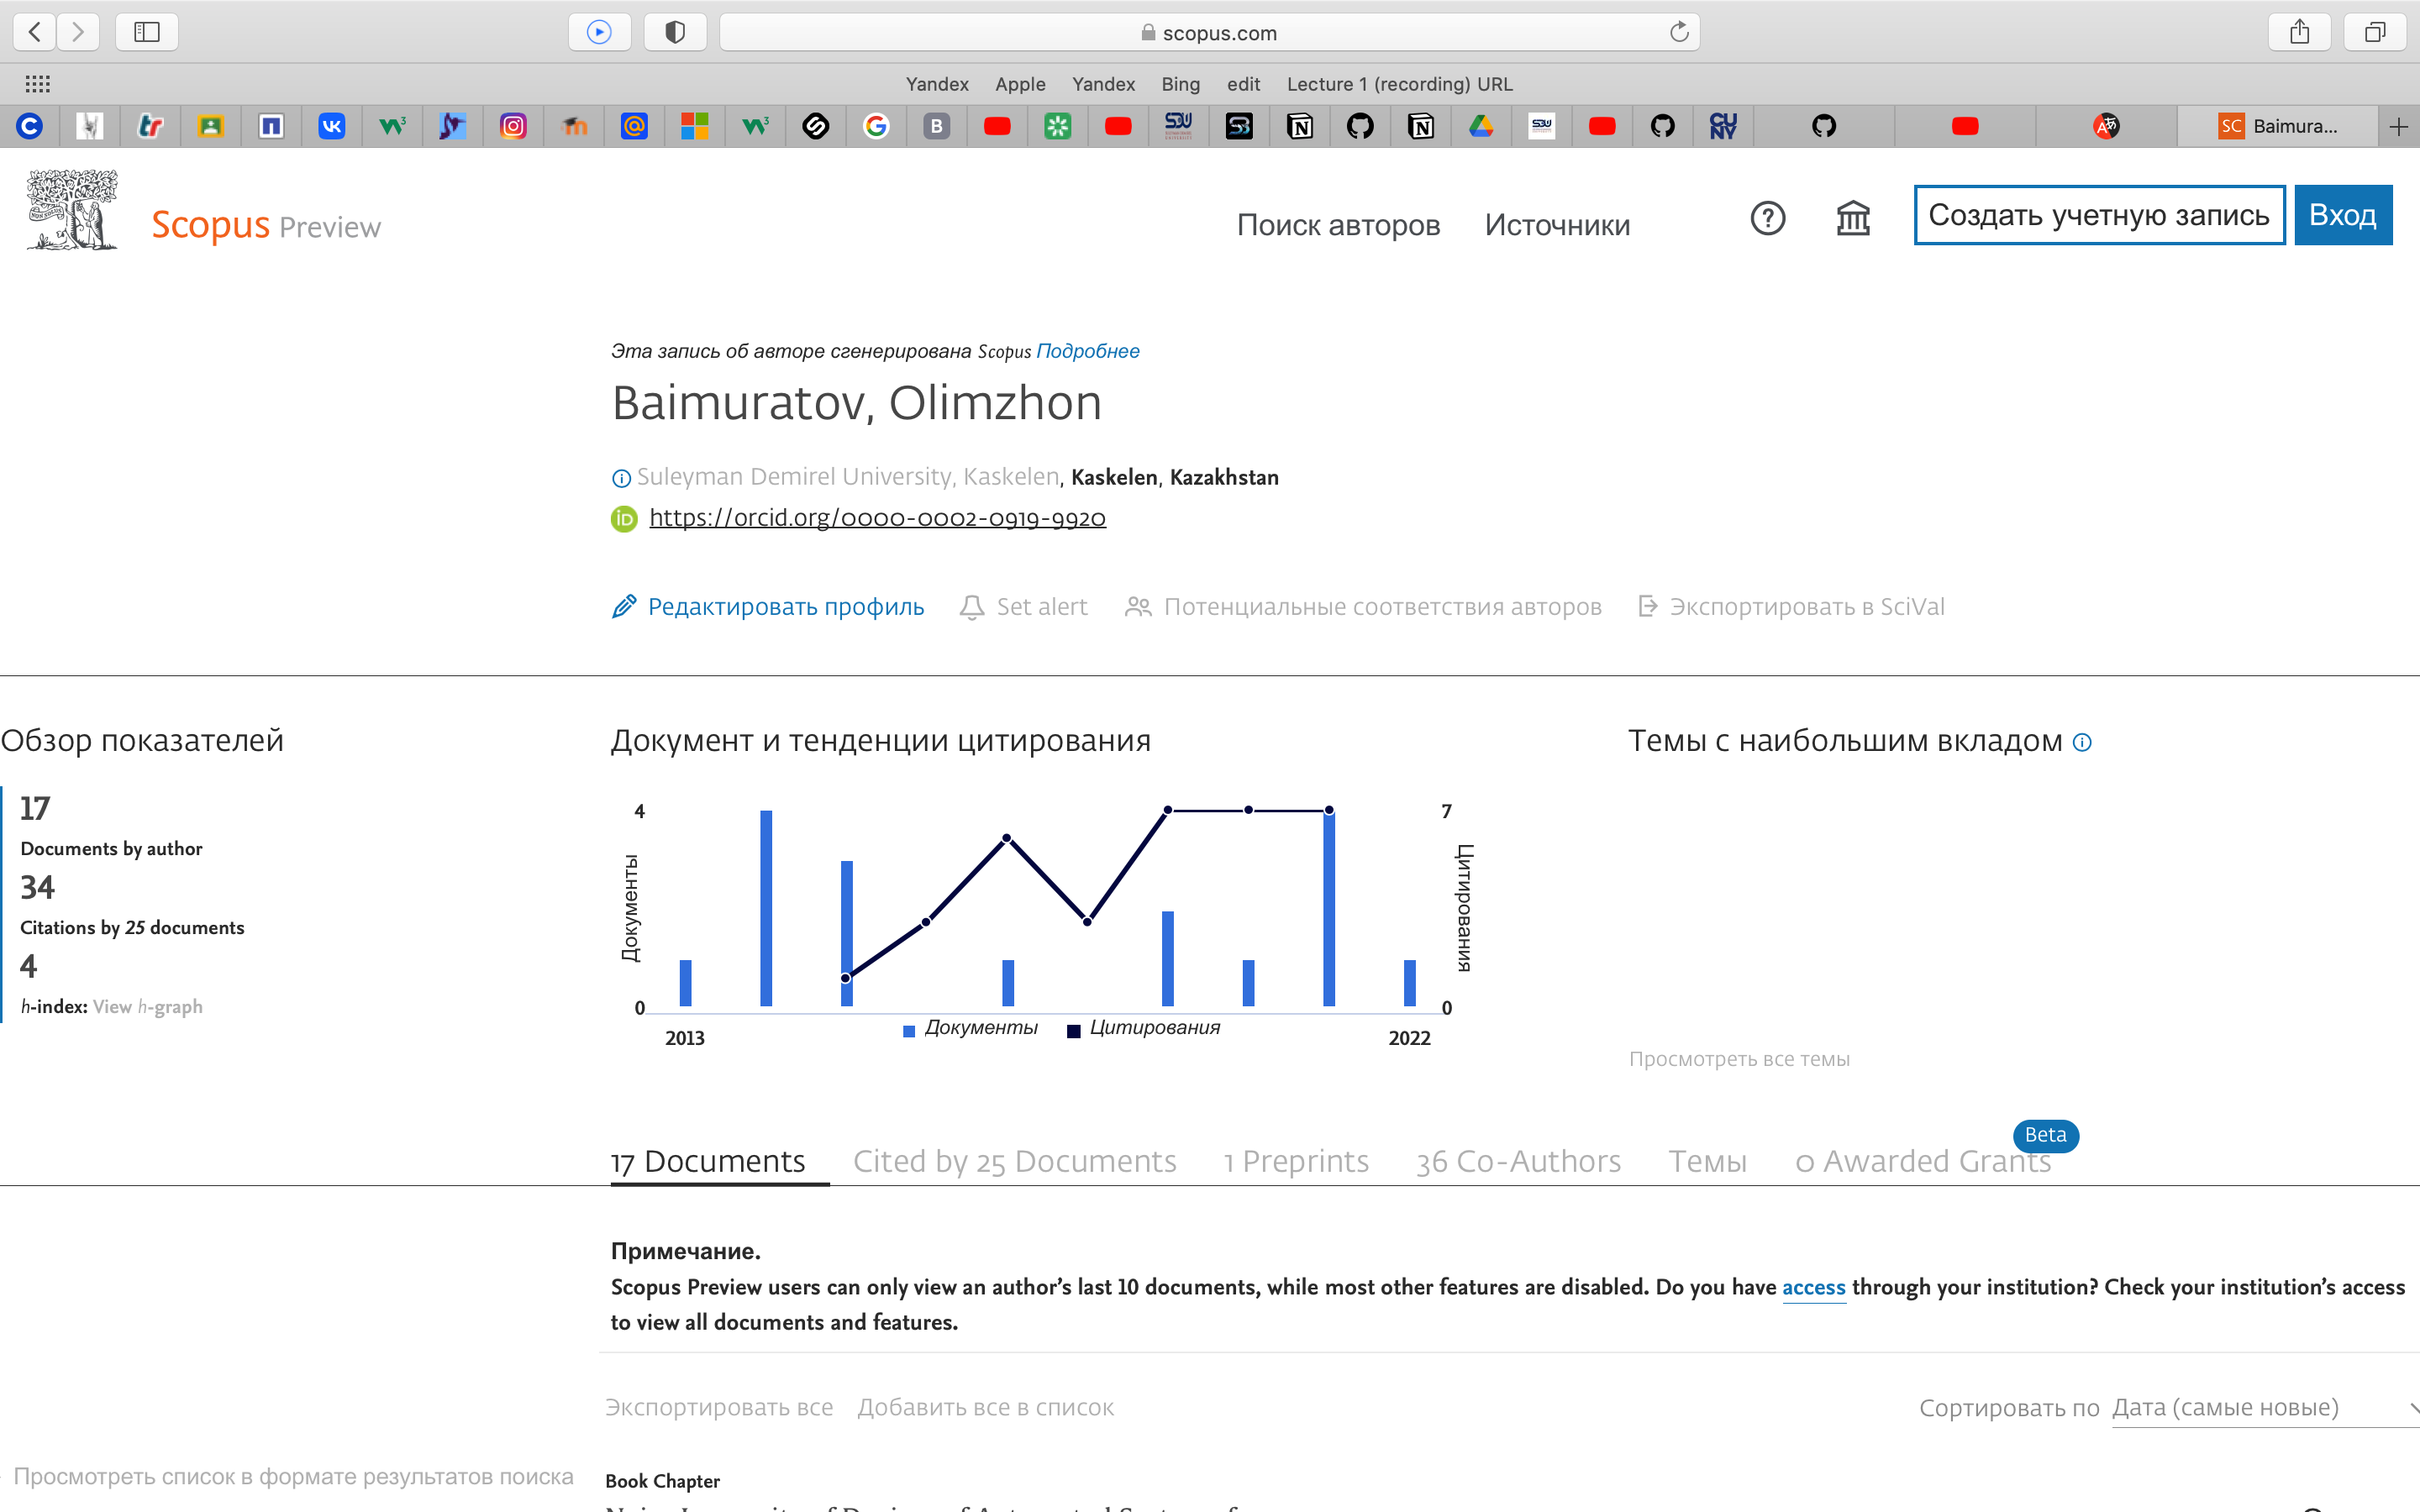 scopus.com
Yandex Apple Yandex Bing edit Lecture 1 (recording) URL
SC Baimura...
Scopus Preview
Поиск авторов Источники
Создать учетную запись Вход
Эта запись об авторе сгенерирована Scopus Подробнее
Baimuratov, Olimzhon
Suleyman Demirel University, Kaskelen, Kaskelen, Kazakhstan
iD https://orcid.org/0000-0002-0919-9920
Редактировать профиль Set alert Потенциальные соответствия авторов Экспортировать в SciVal
Обзор показателей
17
Documents by author
34
Citations by 25 documents
4
h-index: View h-graph
Документ и тенденции цитирования
4 7
Документы
Цитирования
0 0
2013 2022
Документы Цитирования
Темы с наибольшим вкладом
Просмотреть все темы
Beta
17 Documents Cited by 25 Documents 1 Preprints 36 Co-Authors Темы 0 Awarded Grants
Примечание.
Scopus Preview users can only view an author’s last 10 documents, while most other features are disabled. Do you have access through your institution? Check your institution’s access
to view all documents and features.
Экспортировать все Добавить все в список
Сортировать по Дата (самые новые)
Просмотреть список в формате результатов поиска
Book Chapter